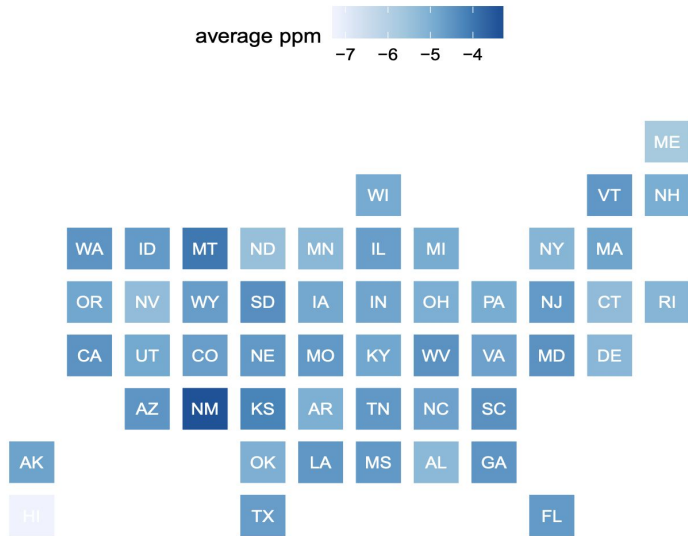 average ppm
−7 −6 −5 −4
ME
WI VT NH
WA ID MT ND MN IL MI NY MA
OR NV WY SD IA IN OH PA NJ CT RI
CA UT CO NE MO KY WV VA MD DE
AZ NM KS AR TN NC SC
AK OK LA MS AL GA
HI TX FL